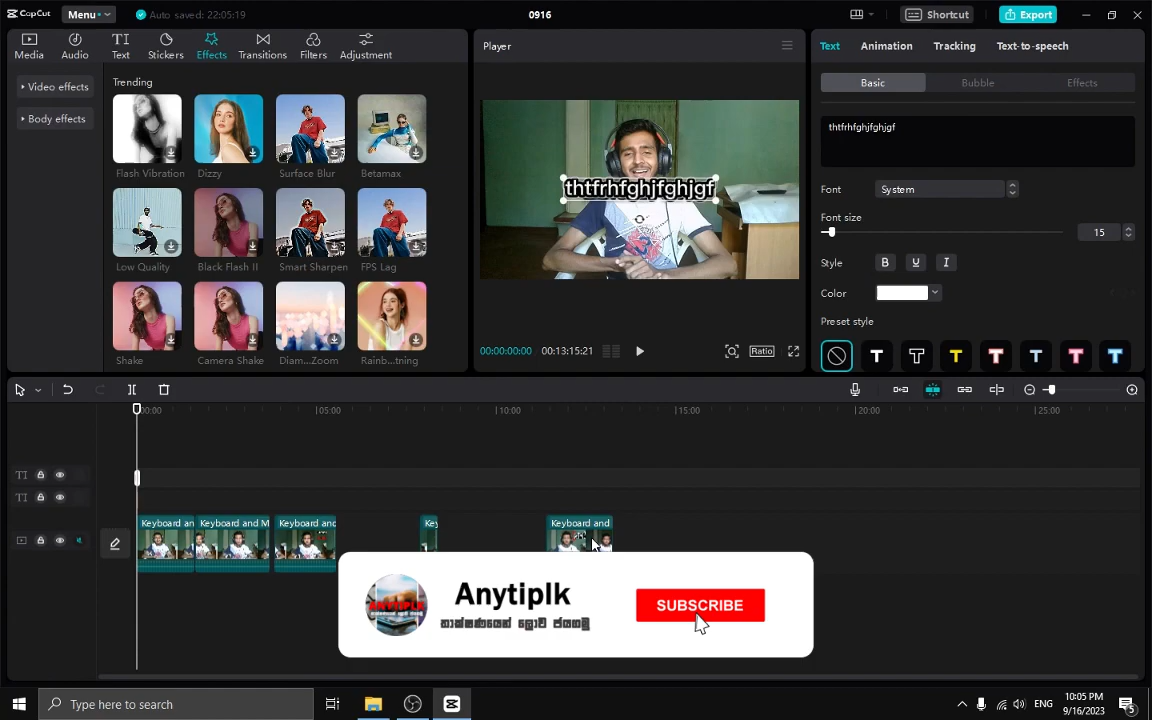 CapCut
Menu
Auto saved: 22:05:19
0916
Shortcut
Export
Media
Audio
Text
Stickers
Effects
Transitions
Filters
Adjustment
Video effects
Body effects
Trending
Flash Vibration
Dizzy
Surface Blur
Betamax
Low Quality
Black Flash II
Smart Sharpen
FPS Lag
Shake
Camera Shake
Diam...Zoom
Rainb...tning
Player
thtfrhfghjfghjgf
00:00:00:00
00:13:15:21
Ratio
Text
Animation
Tracking
Text-to-speech
Basic
Bubble
Effects
thtfrhfghjfghjgf
Font
System
Font size
15
Style
B U I
Color
Preset style
T T T T T T T
00:00
05:00
10:00
15:00
20:00
25:00
TI
TI
Keyboard an
Keyboard and M
Keyboard and
Key
Keyboard and
Anytiplk
තාක්ෂණයෙන් ලොව ජයගමු
SUBSCRIBE
Type here to search
ENG
10:05 PM
9/16/2023
5